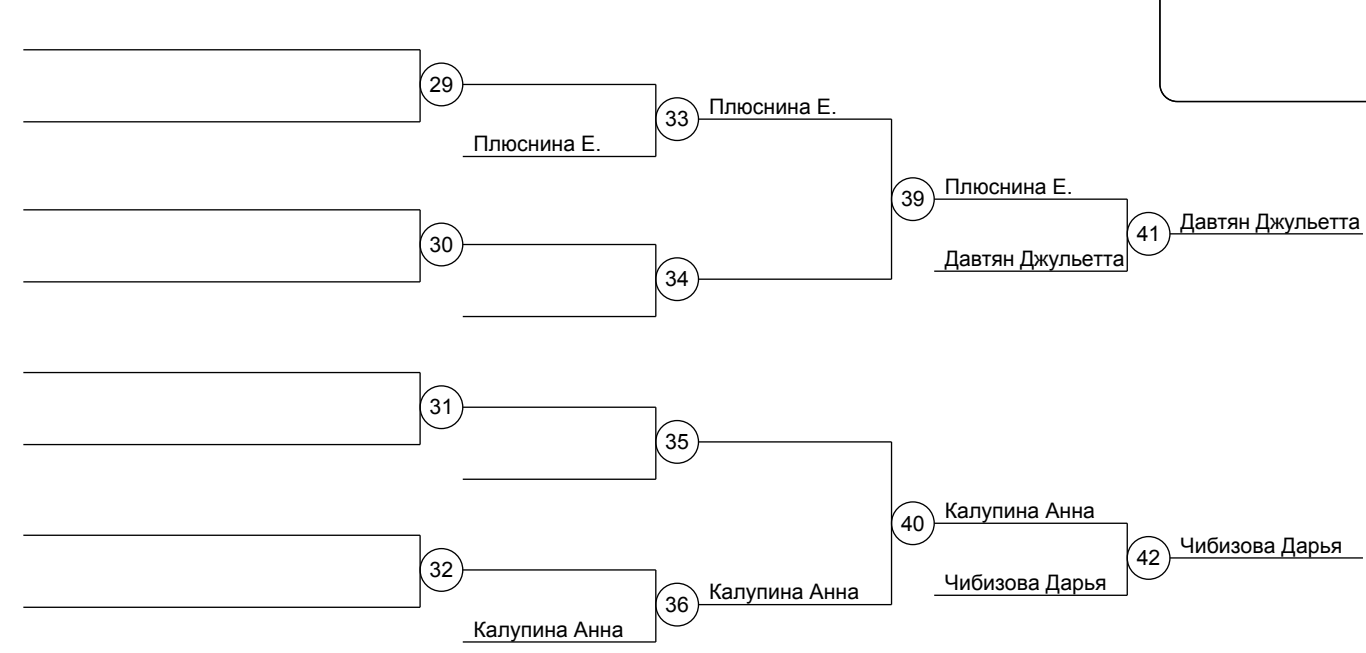 29
33
Плюснина Е.
Плюснина Е.
39
Плюснина Е.
41
Давтян Джульетта
30
Давтян Джульетта
34
31
35
40
Калупина Анна
42
Чибизова Дарья
32
Чибизова Дарья
36
Калупина Анна
Калупина Анна